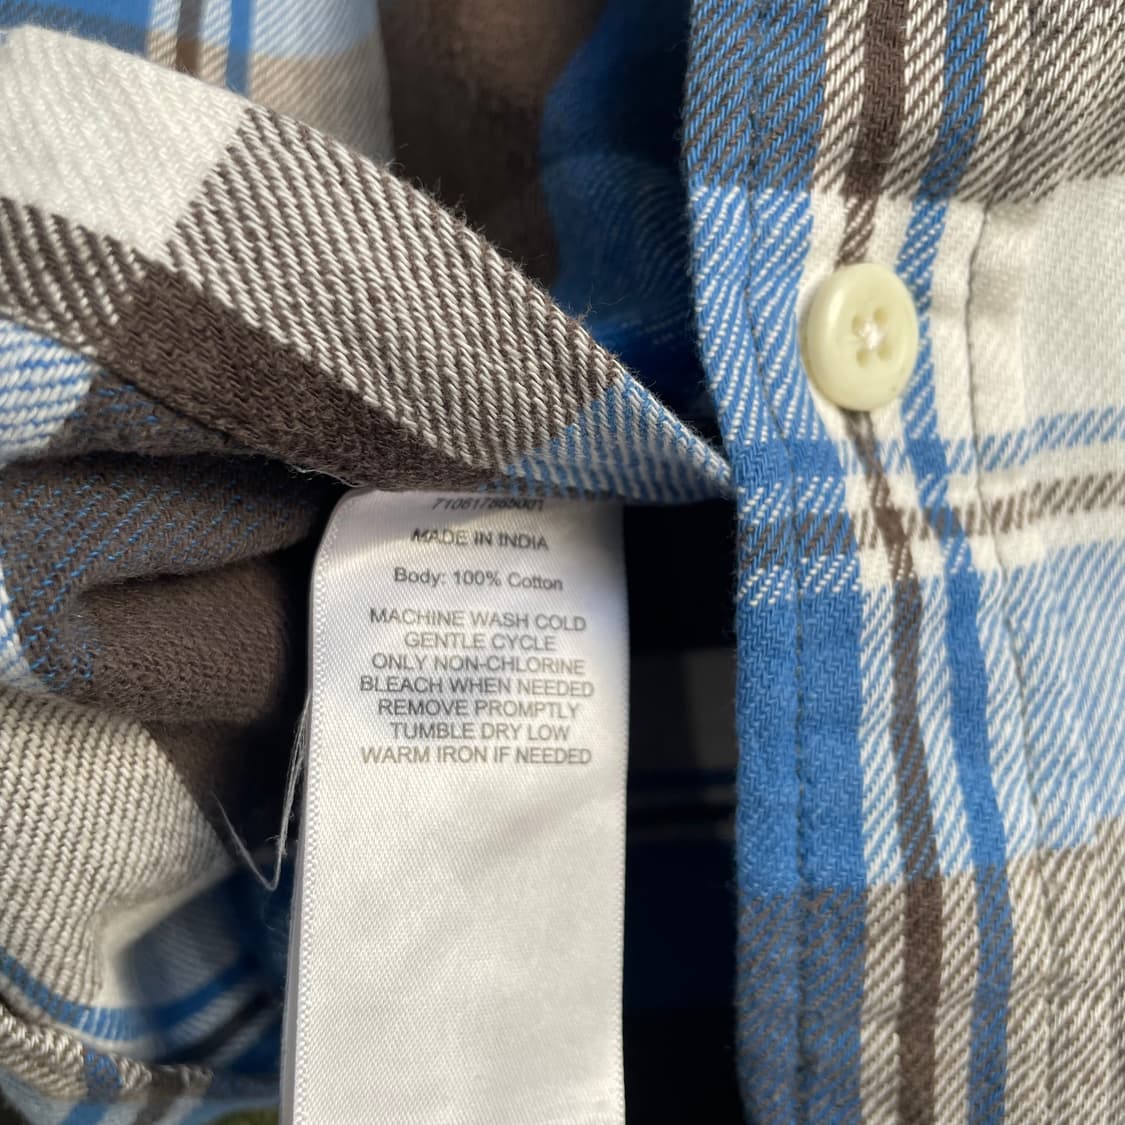 MADE IN INDIA
Body: 100% Cotton
MACHINE WASH COLD
GENTLE CYCLE
ONLY NON-CHLORINE
BLEACH WHEN NEEDED
REMOVE PROMPTLY
TUMBLE DRY LOW
WARM IRON IF NEEDED